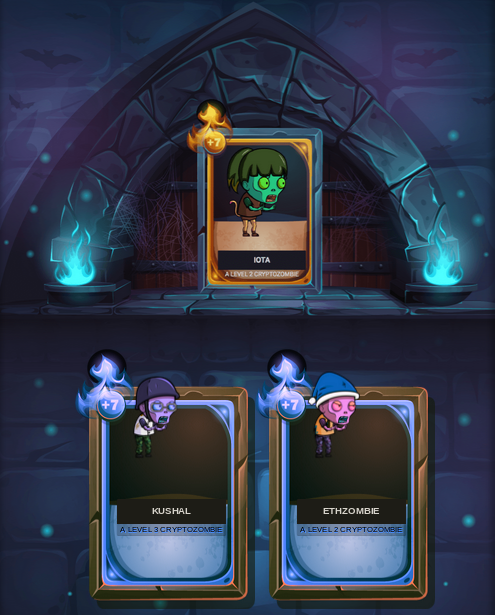 +7
IOTA
A LEVEL 2 CRYPTOZOMBIE
+7
KUSHAL
A LEVEL 3 CRYPTOZOMBIE
+7
ETHZOMBIE
A LEVEL 2 CRYPTOZOMBIE